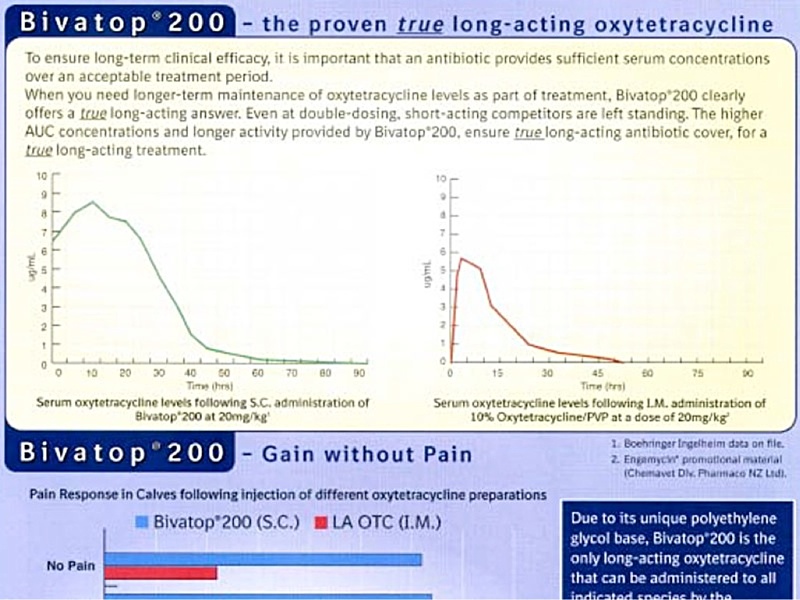 Bivatop®200 – the proven true long-acting oxytetracycline
To ensure long-term clinical efficacy, it is important that an antibiotic provides sufficient serum concentrations
over an acceptable treatment period.
When you need longer-term maintenance of oxytetracycline levels as part of treatment, Bivatop®200 clearly
offers a true long-acting answer. Even at double-dosing, short-acting competitors are left standing. The higher
AUC concentrations and longer activity provided by Bivatop®200, ensure true long-acting antibiotic cover, for a
true long-acting treatment.
10
9
8
7
6
5
4
3
2
1
0
ug/mL
0 10 20 30 40 50 60 70 80 90
Time (hrs)
Serum oxytetracycline levels following S.C. administration of
Bivatop®200 at 20mg/kg¹
10
9
8
7
6
5
4
3
2
1
0
ug/mL
0 15 30 45 60 75 90
Time (hrs)
Serum oxytetracycline levels following I.M. administration of
10% Oxytetracycline/PVP at a dose of 20mg/kg²
1. Boehringer Ingelheim data on file.
2. Engemycin® promotional material
(Chemavet Div. Pharmaco NZ Ltd).
Bivatop®200 – Gain without Pain
Pain Response in Calves following injection of different oxytetracycline preparations
Bivatop®200 (S.C.) LA OTC (I.M.)
No Pain
Due to its unique polyethylene
glycol base, Bivatop®200 is the
only long-acting oxytetracycline
that can be administered to all
indicated species by the